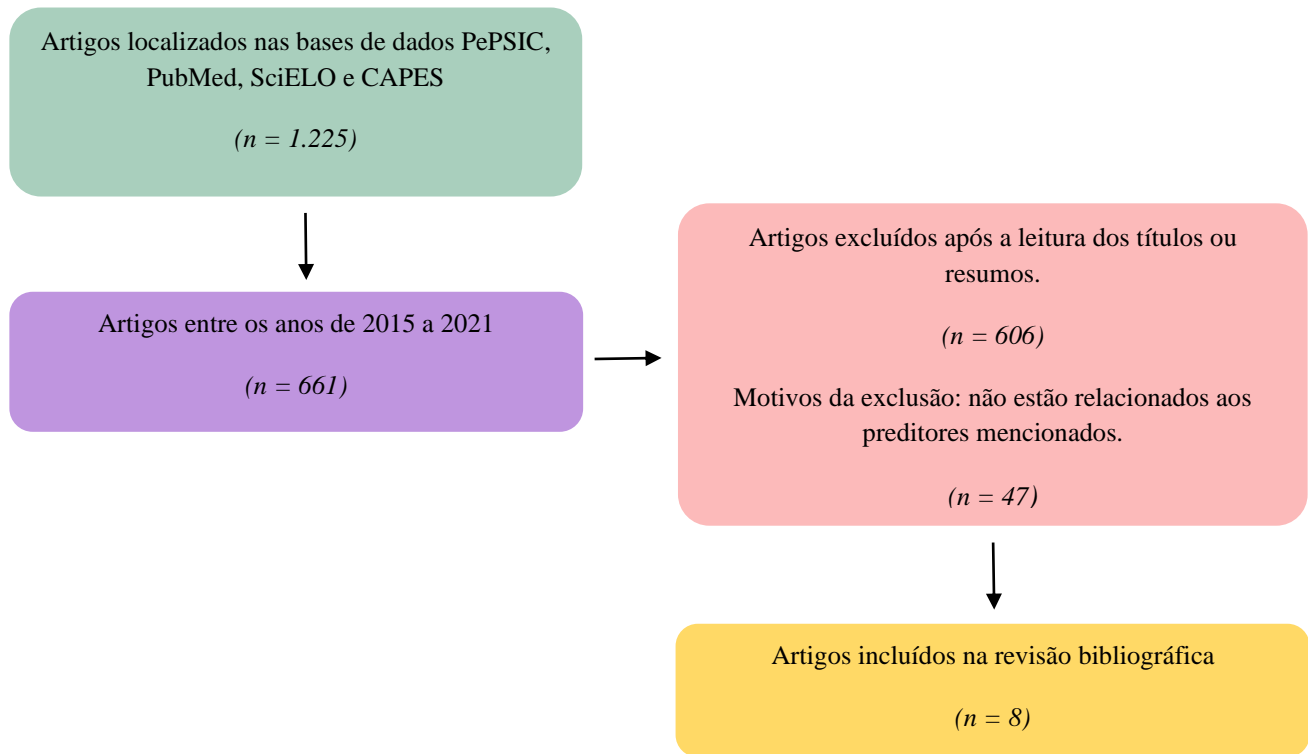 Artigos localizados nas bases de dados PePSIC,
PubMed, SciELO e CAPES
(n = 1.225)
Artigos entre os anos de 2015 a 2021
(n = 661)
Artigos excluídos após a leitura dos títulos ou
resumos.
(n = 606)
Motivos da exclusão: não estão relacionados aos
preditores mencionados.
(n = 47)
Artigos incluídos na revisão bibliográfica
(n = 8)